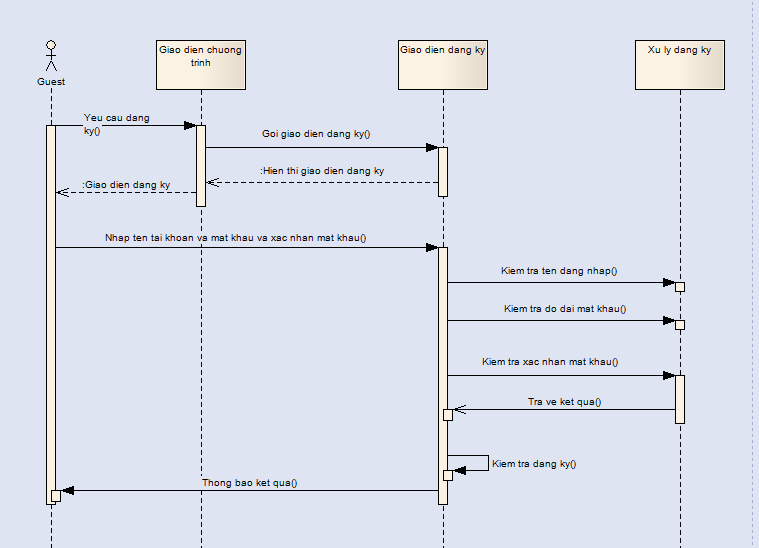 Giao dien chuong
trinh
Giao dien dang ky
Xu ly dang ky
Guest
Yeu cau dang
ky()
Goi giao dien dang ky()
:Hien thi giao dien dang ky
:Giao dien dang ky
Nhap ten tai khoan va mat khau va xac nhan mat khau()
Kiem tra ten dang nhap()
Kiem tra do dai mat khau()
Kiem tra xac nhan mat khau()
Tra ve ket qua()
Kiem tra dang ky()
Thong bao ket qua()